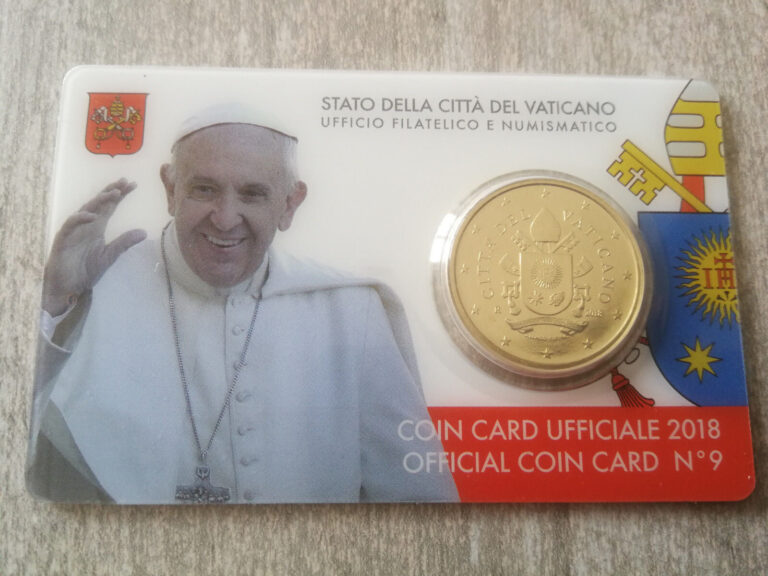 STATO DELLA CITTÀ DEL VATICANO
UFFICIO FILATELICO E NUMISMATICO
CITTÀ DEL VATICANO
R 2018
IHS
COIN CARD UFFICIALE 2018
OFFICIAL COIN CARD N°9